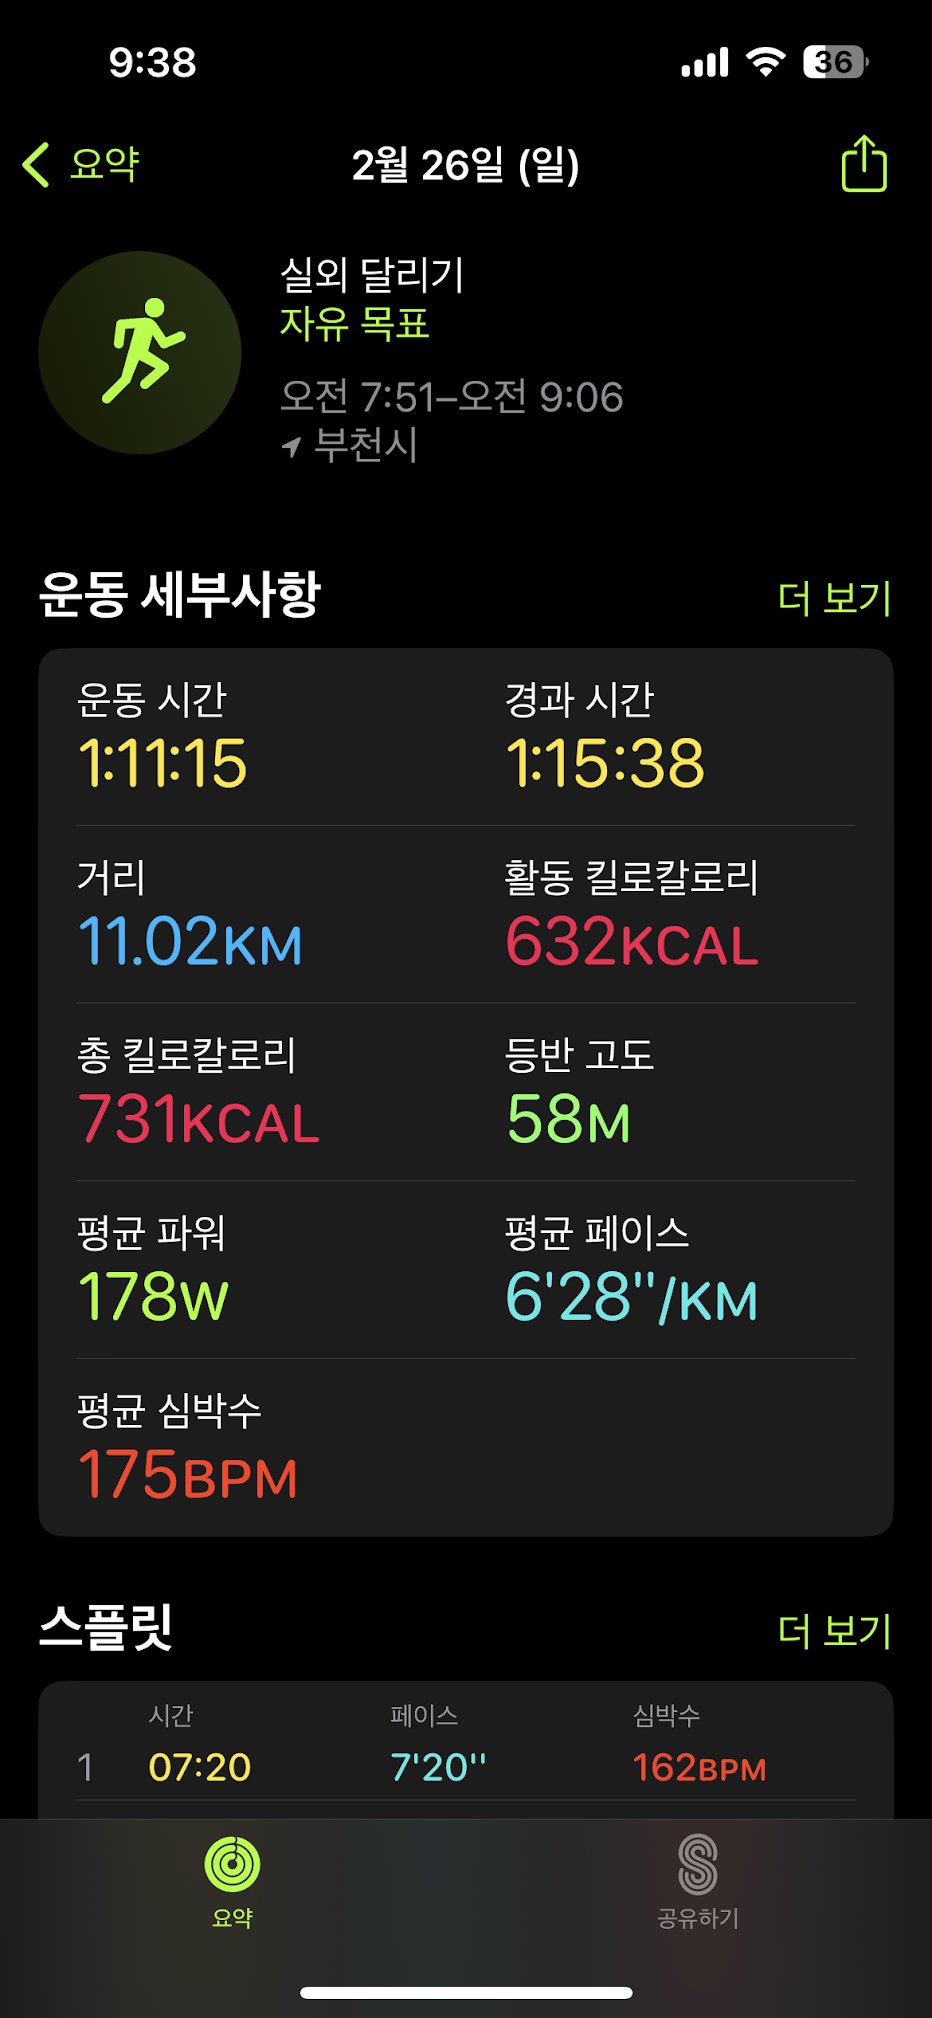 9:38
36
요약
2월 26일 (일)
실외 달리기
자유 목표
오전 7:51–오전 9:06
부천시
운동 세부사항
더 보기
운동 시간
경과 시간
1:11:15
1:15:38
거리
활동 킬로칼로리
11.02KM
632KCAL
총 킬로칼로리
등반 고도
731KCAL
58M
평균 파워
평균 페이스
178W
6'28"/KM
평균 심박수
175BPM
스플릿
더 보기
시간 페이스 심박수
1 07:20 7'20'' 162BPM
요약
공유하기